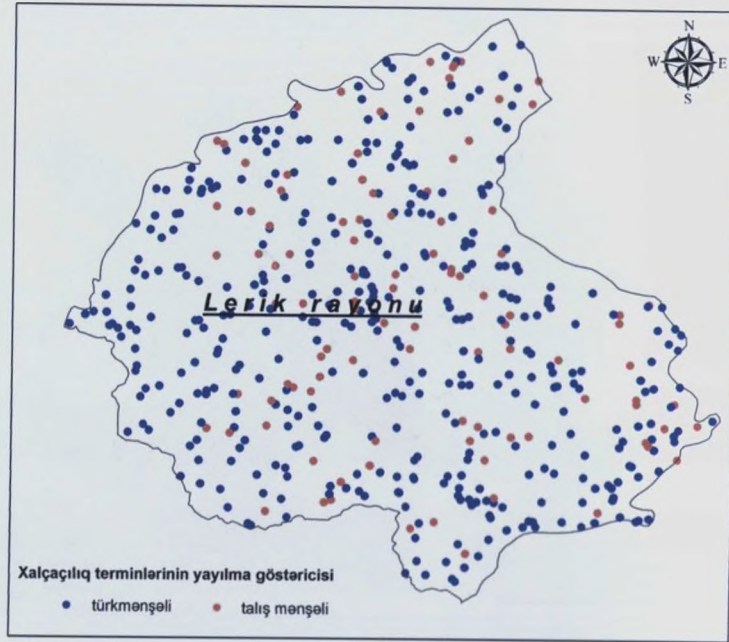 N
W E
S
Lerik rayonu
Xalçaçılıq terminlərinin yayılma göstəricisi
türkmənşəli talış mənşəli